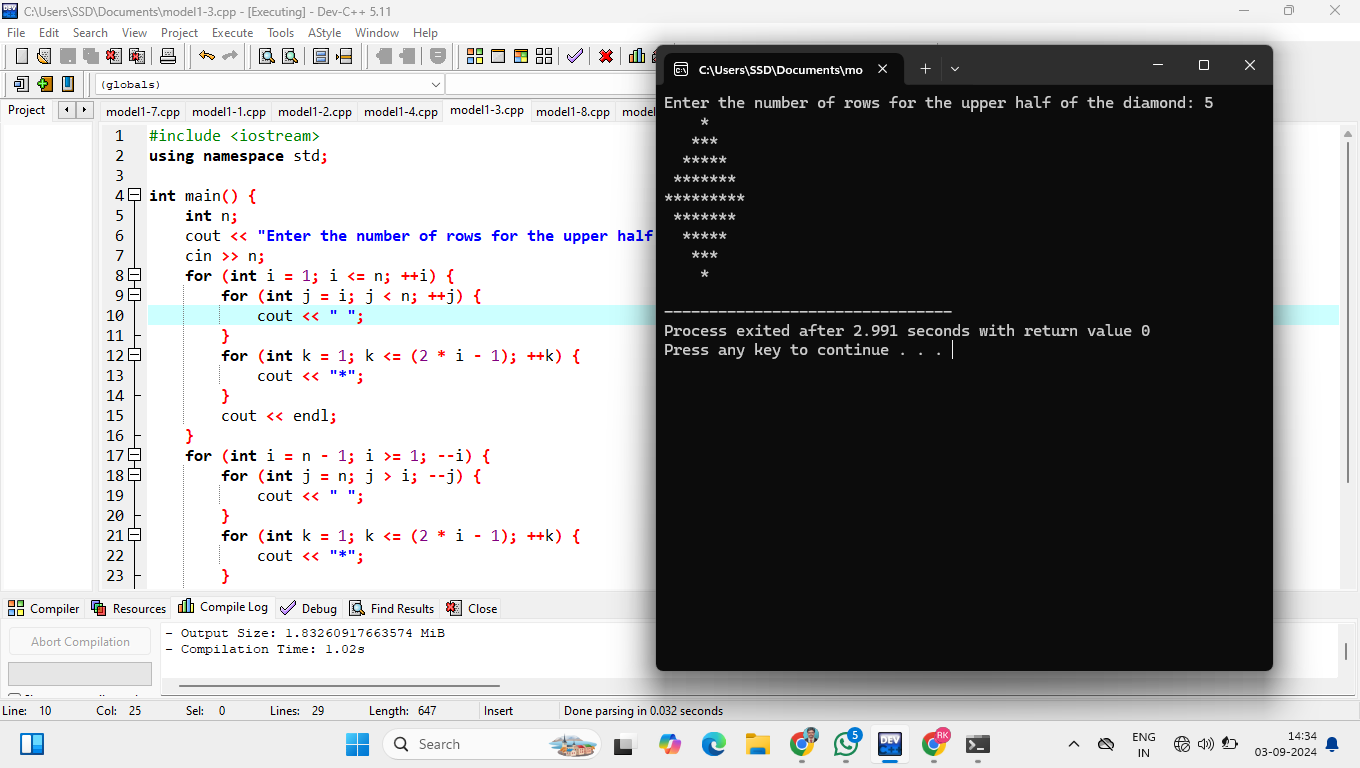 C:\Users\SSD\Documents\model1-3.cpp - [Executing] - Dev-C++ 5.11
File Edit Search View Project Execute Tools AStyle Window Help
(globals)
Project model1-7.cpp model1-1.cpp model1-2.cpp model1-4.cpp model1-3.cpp model1-8.cpp
1 #include <iostream>
2 using namespace std;
3
4 int main() {
5 int n;
6 cout << "Enter the number of rows for the upper half
7 cin >> n;
8 for (int i = 1; i <= n; ++i) {
9 for (int j = i; j < n; ++j) {
10 cout << " ";
11 }
12 for (int k = 1; k <= (2 * i - 1); ++k) {
13 cout << "*";
14 }
15 cout << endl;
16 }
17 for (int i = n - 1; i >= 1; --i) {
18 for (int j = n; j > i; --j) {
19 cout << " ";
20 }
21 for (int k = 1; k <= (2 * i - 1); ++k) {
22 cout << "*";
23 }
C:\Users\SSD\Documents\mo
Enter the number of rows for the upper half of the diamond: 5
    *
   ***
  *****
 *******
*********
 *******
  *****
   ***
    *
--------------------------------
Process exited after 2.991 seconds with return value 0
Press any key to continue . . .
Compiler Resources Compile Log Debug Find Results Close
Abort Compilation
- Output Size: 1.83260917663574 MiB
- Compilation Time: 1.02s
Line: 10 Col: 25 Sel: 0 Lines: 29 Length: 647 Insert Done parsing in 0.032 seconds
Search
DEV
5
RK
ENG
IN
14:34
03-09-2024